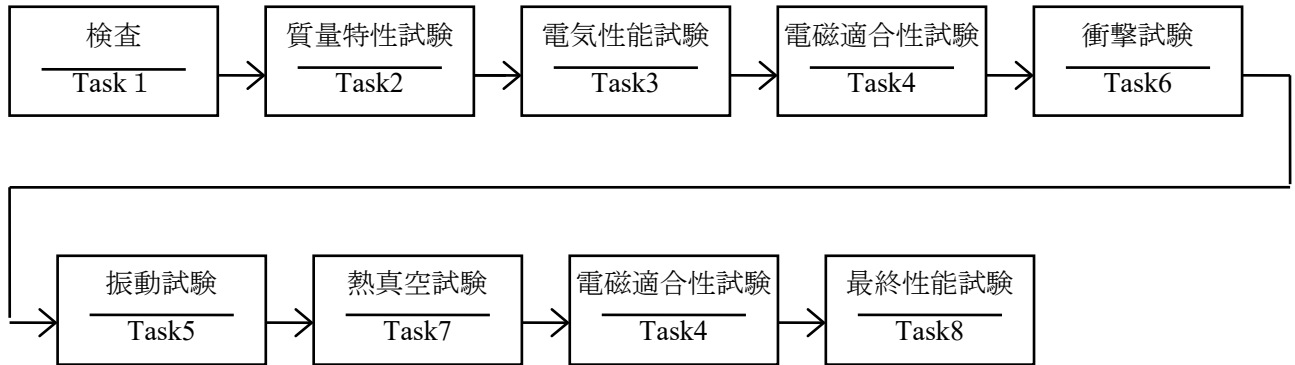 検査
Task 1
質量特性試験
Task2
電気性能試験
Task3
電磁適合性試験
Task4
衝撃試験
Task6
振動試験
Task5
熱真空試験
Task7
電磁適合性試験
Task4
最終性能試験
Task8